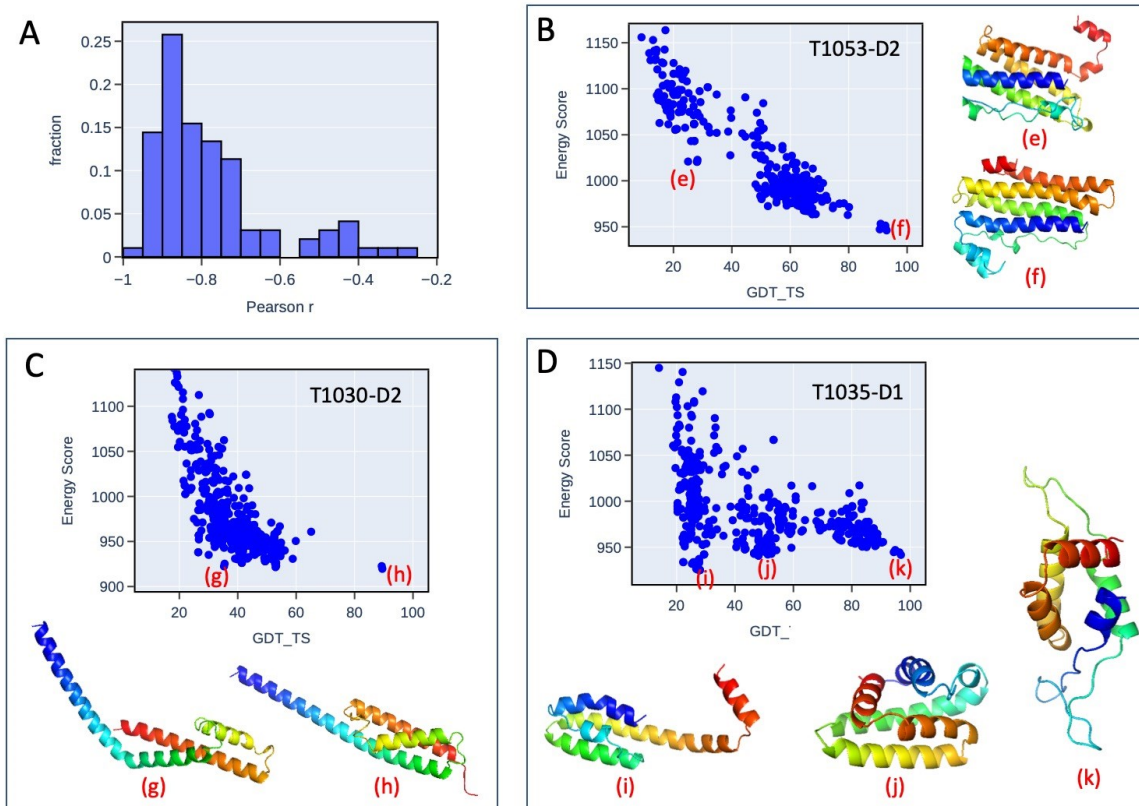 A
0.25
0.2
0.15
0.1
0.05
0
fraction
−1
−0.8
−0.6
−0.4
−0.2
Pearson r
B
T1053-D2
1150
1100
1050
1000
950
Energy Score
(e)
(f)
20
40
60
80
100
GDT_TS
(e)
(f)
C
T1030-D2
1100
1050
1000
950
900
Energy Score
(g)
(h)
20
40
60
80
100
GDT_TS
(g)
(h)
D
T1035-D1
1150
1100
1050
1000
950
Energy Score
(i)
(j)
(k)
20
40
60
80
100
GDT_
(i)
(j)
(k)